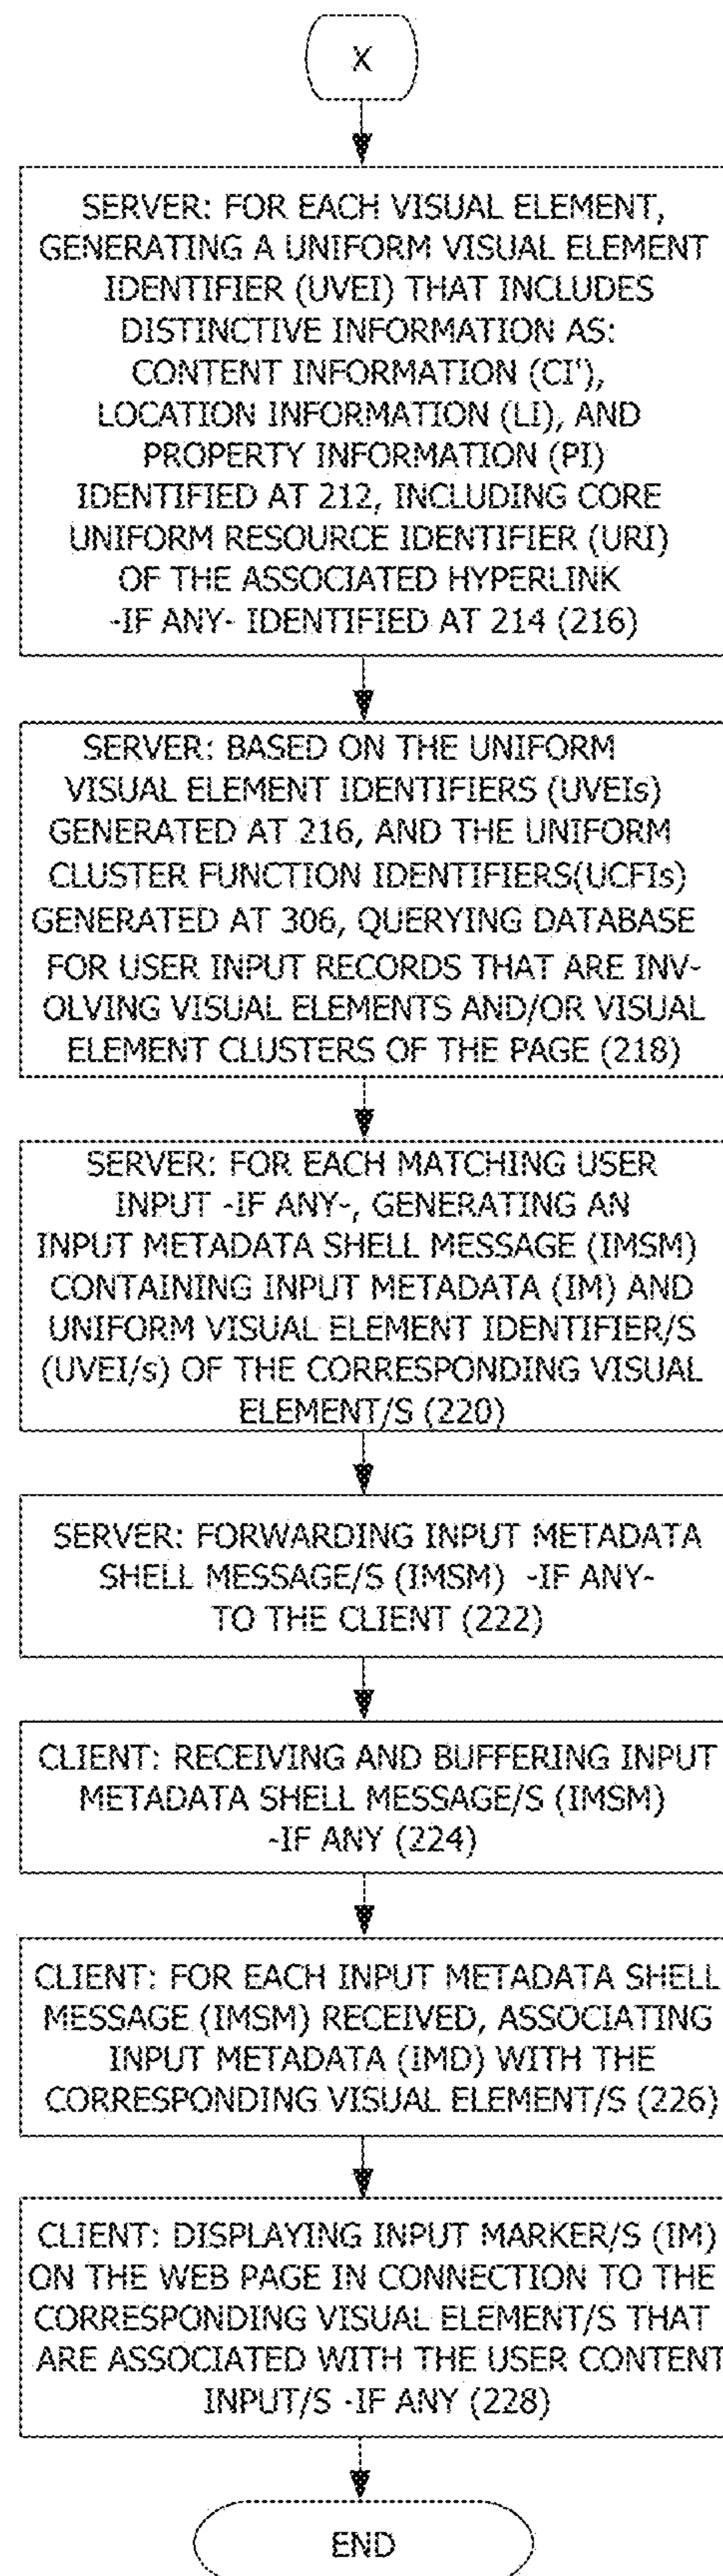 X
SERVER: FOR EACH VISUAL ELEMENT,
GENERATING A UNIFORM VISUAL ELEMENT
IDENTIFIER (UVEI) THAT INCLUDES
DISTINCTIVE INFORMATION AS:
CONTENT INFORMATION (CI'),
LOCATION INFORMATION (LI), AND
PROPERTY INFORMATION (PI)
IDENTIFIED AT 212, INCLUDING CORE
UNIFORM RESOURCE IDENTIFIER (URI)
OF THE ASSOCIATED HYPERLINK
-IF ANY- IDENTIFIED AT 214 (216)
SERVER: BASED ON THE UNIFORM
VISUAL ELEMENT IDENTIFIERS (UVEIs)
GENERATED AT 216, AND THE UNIFORM
CLUSTER FUNCTION IDENTIFIERS(UCFIs)
GENERATED AT 306, QUERYING DATABASE
FOR USER INPUT RECORDS THAT ARE INV-
OLVING VISUAL ELEMENTS AND/OR VISUAL
ELEMENT CLUSTERS OF THE PAGE (218)
SERVER: FOR EACH MATCHING USER
INPUT -IF ANY-, GENERATING AN
INPUT METADATA SHELL MESSAGE (IMSM)
CONTAINING INPUT METADATA (IM) AND
UNIFORM VISUAL ELEMENT IDENTIFIER/S
(UVEI/s) OF THE CORRESPONDING VISUAL
ELEMENT/S (220)
SERVER: FORWARDING INPUT METADATA
SHELL MESSAGE/S (IMSM) -IF ANY-
TO THE CLIENT (222)
CLIENT: RECEIVING AND BUFFERING INPUT
METADATA SHELL MESSAGE/S (IMSM)
-IF ANY (224)
CLIENT: FOR EACH INPUT METADATA SHELL
MESSAGE (IMSM) RECEIVED, ASSOCIATING
INPUT METADATA (IMD) WITH THE
CORRESPONDING VISUAL ELEMENT/S (226)
CLIENT: DISPLAYING INPUT MARKER/S (IM)
ON THE WEB PAGE IN CONNECTION TO THE
CORRESPONDING VISUAL ELEMENT/S THAT
ARE ASSOCIATED WITH THE USER CONTENT
INPUT/S -IF ANY (228)
END